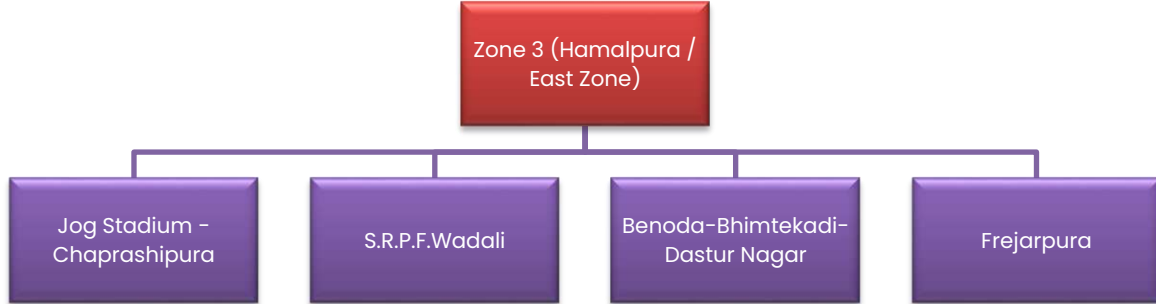 Zone 3 (Hamalpura /
East Zone)
Jog Stadium -
Chaprashipura
S.R.P.F.Wadali
Benoda-Bhimtekadi-
Dastur Nagar
Frejarpura